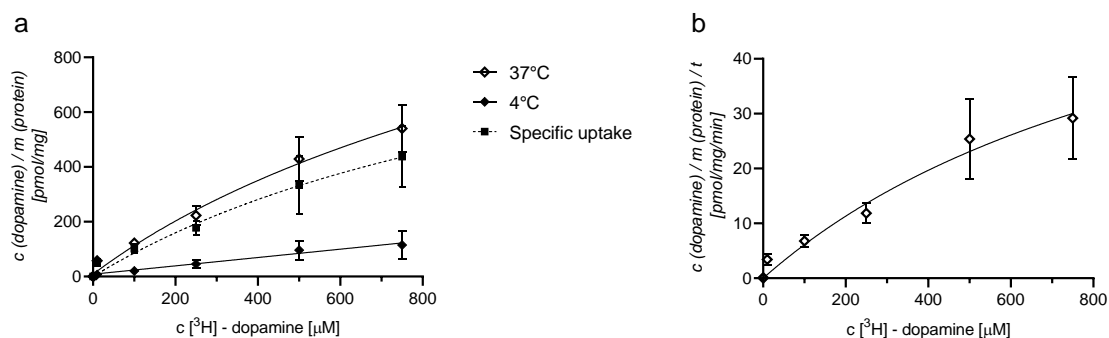 a
c (dopamine) / m (protein)
[pmol/mg]
800
600
400
200
0
0
200
400
600
800
c [³H] - dopamine [μM]
37°C
4°C
Specific uptake
b
c (dopamine) / m (protein) / t
[pmol/mg/min]
40
30
20
10
0
0
200
400
600
800
c [³H] - dopamine [μM]